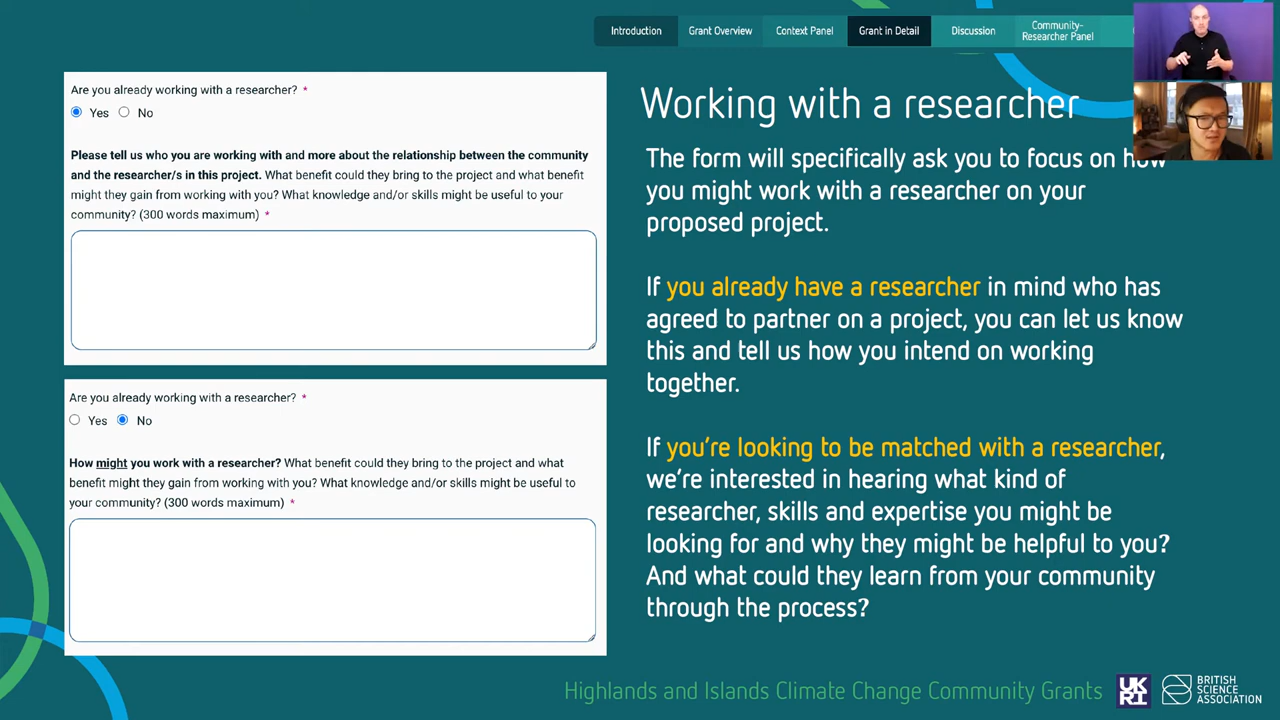 Introduction
Grant Overview
Context Panel
Grant in Detail
Discussion
Community-
Researcher Panel
Are you already working with a researcher? *
Yes No
Please tell us who you are working with and more about the relationship between the community
and the researcher/s in this project. What benefit could they bring to the project and what benefit
might they gain from working with you? What knowledge and/or skills might be useful to your
community? (300 words maximum) *
Are you already working with a researcher? *
Yes No
How might you work with a researcher? What benefit could they bring to the project and what
benefit might they gain from working with you? What knowledge and/or skills might be useful to
your community? (300 words maximum) *
Working with a researcher
The form will specifically ask you to focus on how
you might work with a researcher on your
proposed project.
If you already have a researcher in mind who has
agreed to partner on a project, you can let us know
this and tell us how you intend on working
together.
If you're looking to be matched with a researcher,
we're interested in hearing what kind of
researcher, skills and expertise you might be
looking for and why they might be helpful to you?
And what could they learn from your community
through the process?
Highlands and Islands Climate Change Community Grants
UK
RI
BRITISH
SCIENCE
ASSOCIATION